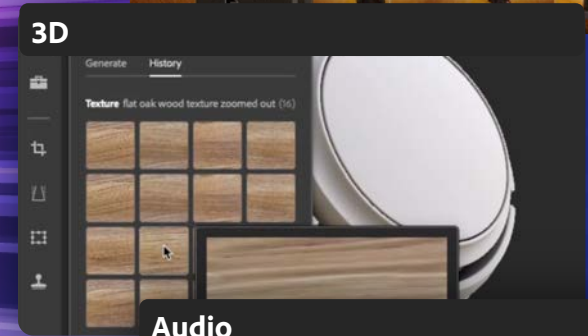 3D
Generate History
Texture flat oak wood texture zoomed out (16)
Audio